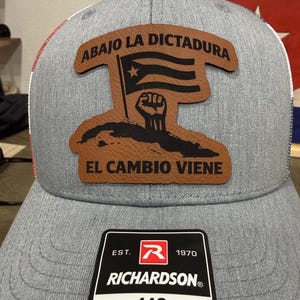 ABAJO LA DICTADURA
EL CAMBIO VIENE
EST. R 1970
RICHARDSON®